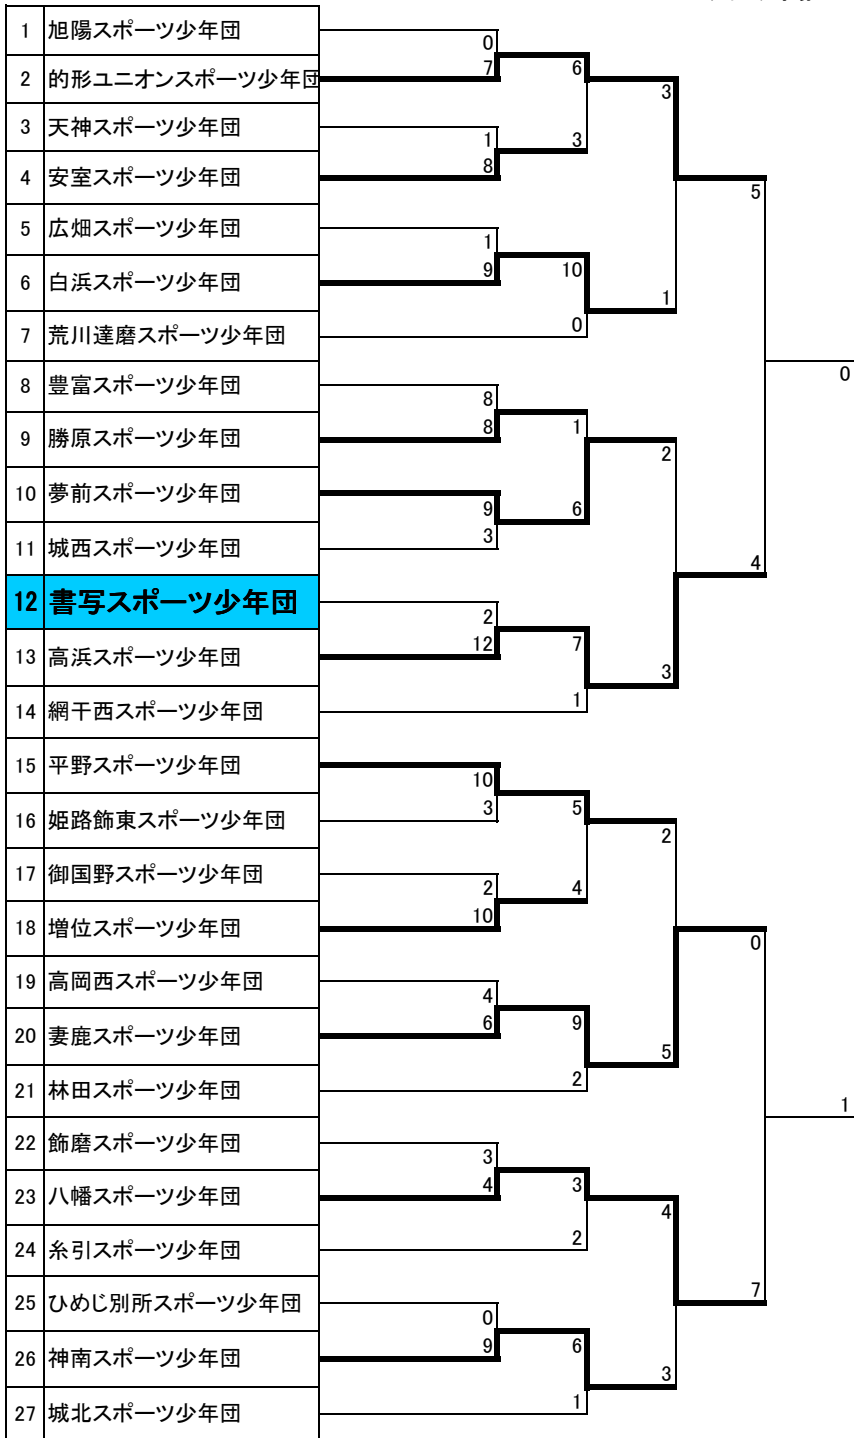 1 旭陽スポーツ少年団
0
2 的形ユニオンスポーツ少年団
7
6
3
3 天神スポーツ少年団
1
3
4 安室スポーツ少年団
8
5
5 広畑スポーツ少年団
1
6 白浜スポーツ少年団
9
10
1
7 荒川達磨スポーツ少年団
0
0
8 豊富スポーツ少年団
8
9 勝原スポーツ少年団
8
1
2
10 夢前スポーツ少年団
9
6
11 城西スポーツ少年団
3
4
12 書写スポーツ少年団
2
13 高浜スポーツ少年団
12
7
3
14 網干西スポーツ少年団
1
15 平野スポーツ少年団
10
16 姫路飾東スポーツ少年団
3
5
2
17 御国野スポーツ少年団
2
4
18 増位スポーツ少年団
10
0
19 高岡西スポーツ少年団
4
20 妻鹿スポーツ少年団
6
9
5
21 林田スポーツ少年団
2
1
22 飾磨スポーツ少年団
3
23 八幡スポーツ少年団
4
3
4
24 糸引スポーツ少年団
2
25 ひめじ別所スポーツ少年団
0
7
26 神南スポーツ少年団
9
6
3
27 城北スポーツ少年団
1